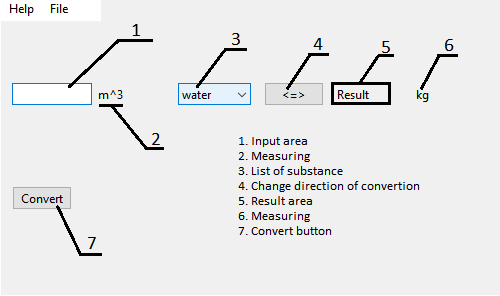 Help File
1
3
4
5
6
m^3
water
<=>
Result
kg
2
1. Input area
2. Measuring
3. List of substance
4. Change direction of convertion
5. Result area
6. Measuring
7. Convert button
Convert
7